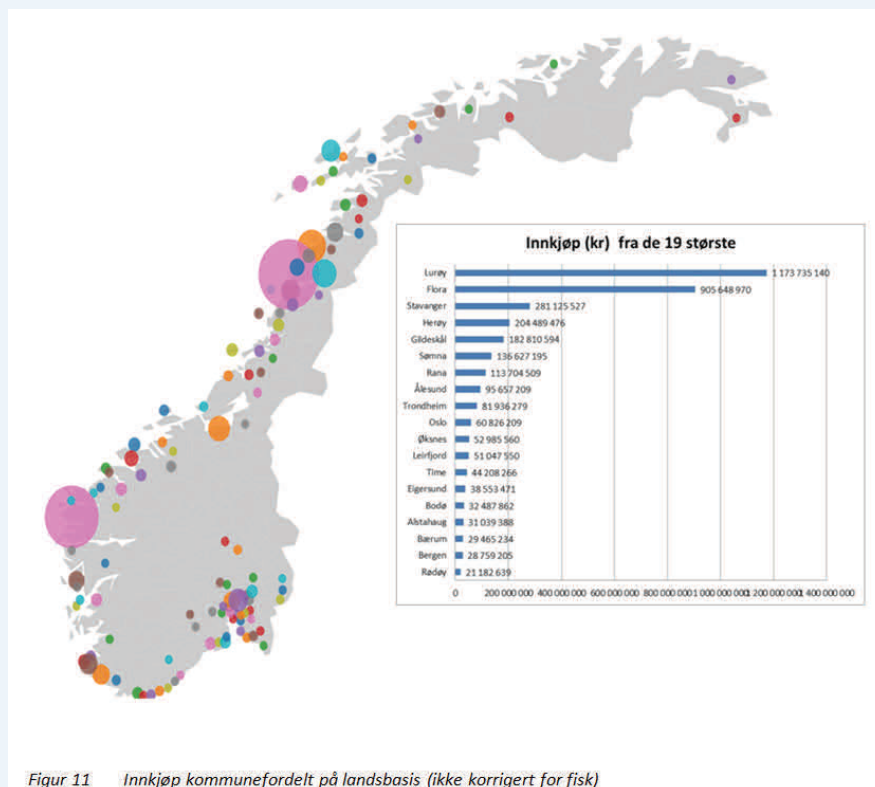 Innkjøp (kr) fra de 19 største
Lurøy 1 173 735 140
Flora 905 648 970
Stavanger 281 125 527
Herøy 204 489 476
Gildeskål 182 810 594
Sømna 136 627 195
Rana 113 704 509
Ålesund 95 657 209
Trondheim 81 936 279
Oslo 60 826 209
Øksnes 52 985 560
Leirfjord 51 047 550
Time 44 208 266
Eigersund 38 553 471
Bodø 32 487 862
Alstahaug 31 039 388
Bærum 29 465 234
Bergen 28 759 205
Rødøy 21 182 639
0 200 000 000 400 000 000 600 000 000 800 000 000 1 000 000 000 1 200 000 000 1 400 000 000
Figur 11 Innkjøp kommunefordelt på landsbasis (ikke korrigert for fisk)